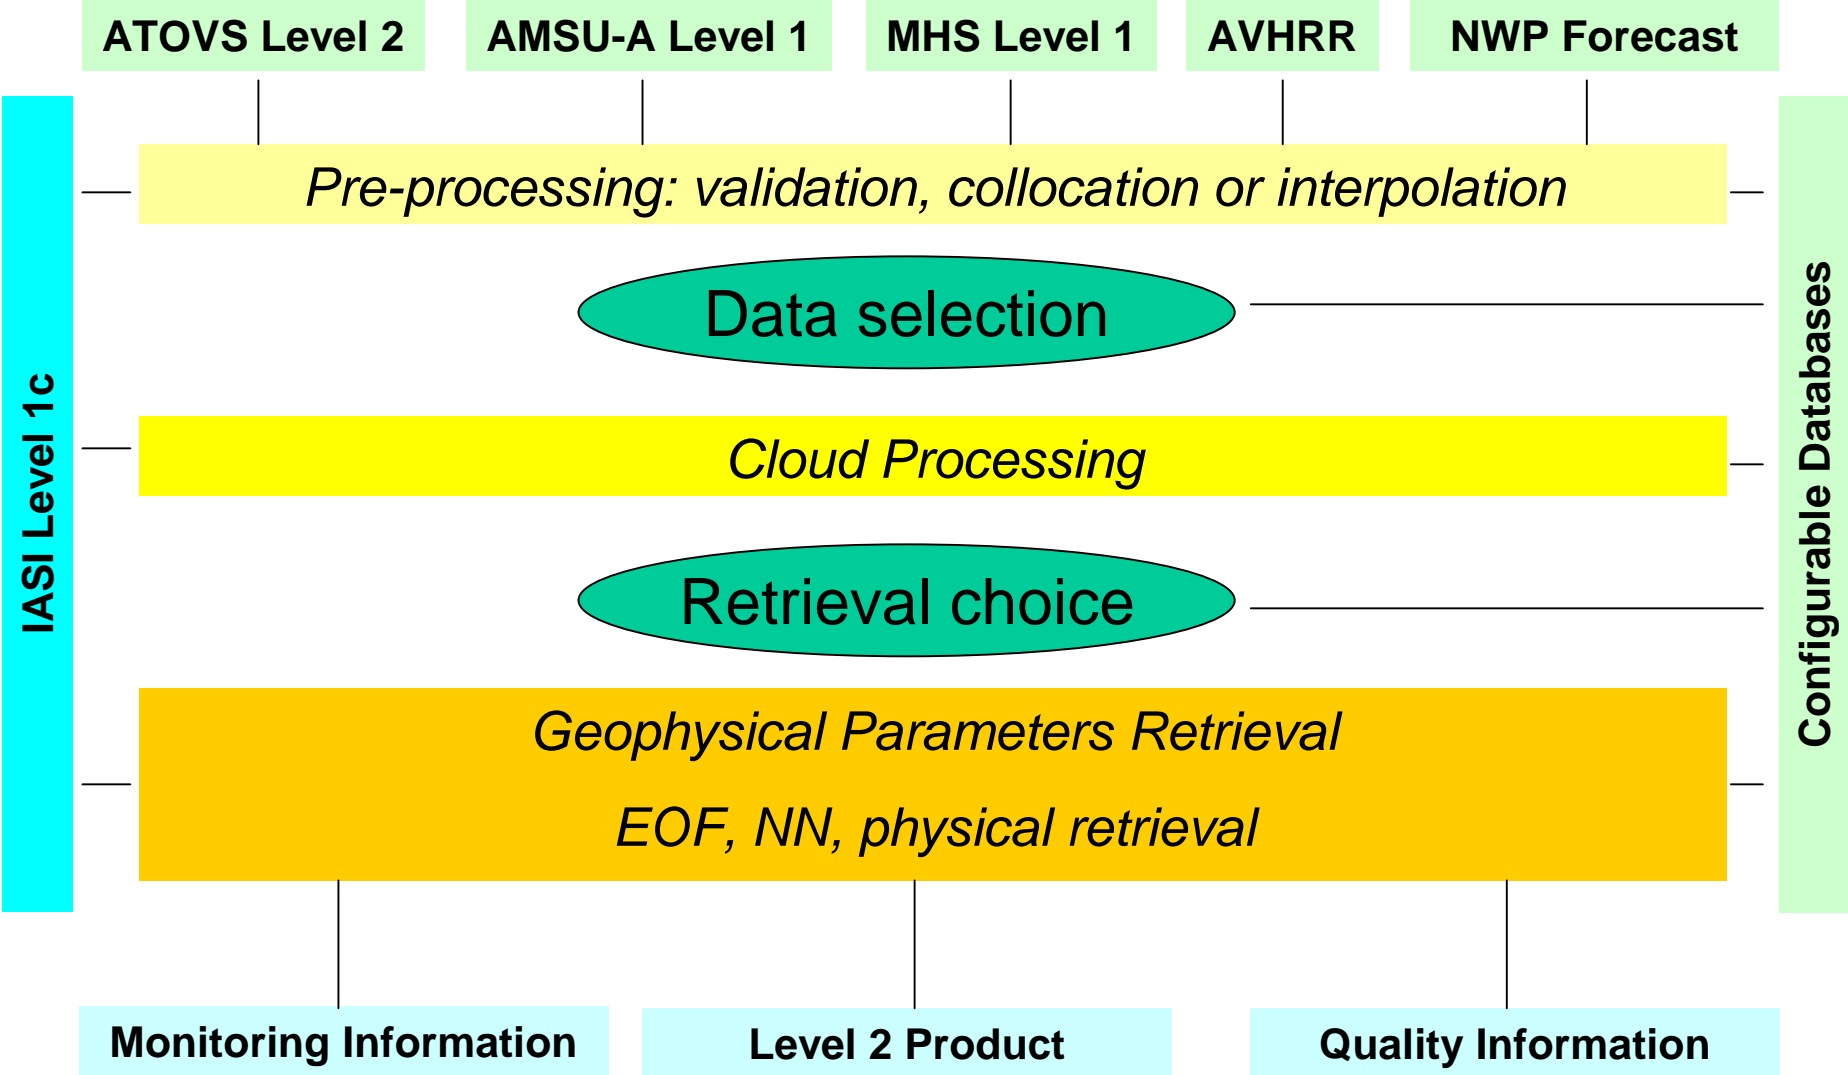 ATOVS Level 2
AMSU-A Level 1
MHS Level 1
AVHRR
NWP Forecast
IASI Level 1c
Pre-processing: validation, collocation or interpolation
Data selection
Cloud Processing
Retrieval choice
Geophysical Parameters Retrieval
EOF, NN, physical retrieval
Configurable Databases
Monitoring Information
Level 2 Product
Quality Information